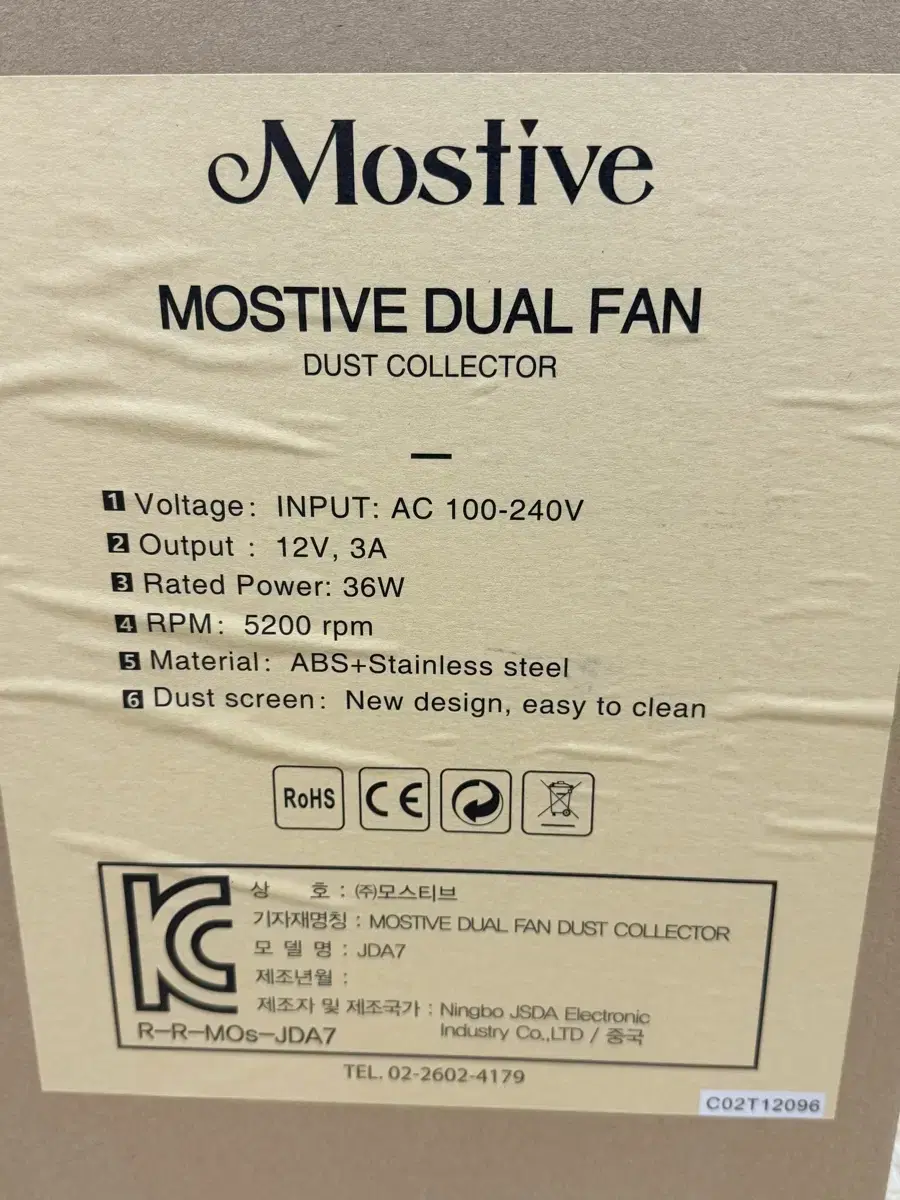 Mostive
MOSTIVE DUAL FAN
DUST COLLECTOR
1 Voltage: INPUT: AC 100-240V
2 Output : 12V, 3A
3 Rated Power: 36W
4 RPM: 5200 rpm
5 Material: ABS+Stainless steel
6 Dust screen: New design, easy to clean
RoHS CE
상 호 : ㈜모스티브
기자재명칭 : MOSTIVE DUAL FAN DUST COLLECTOR
모 델 명 : JDA7
제조년월 :
제조자 및 제조국가 : Ningbo JSDA Electronic
Industry Co.,LTD / 중국
R-R-MOs-JDA7
TEL. 02-2602-4179
C02T12096